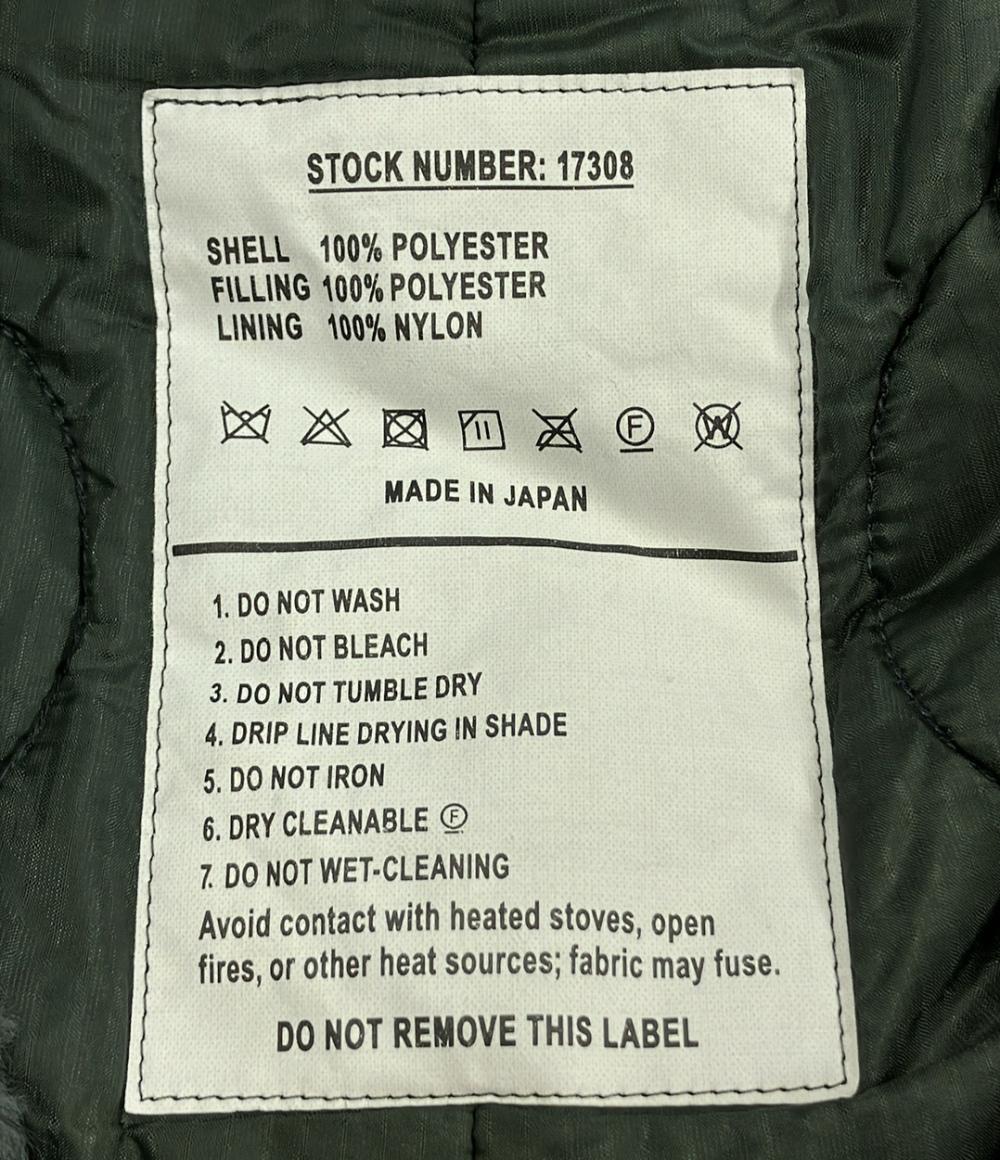 STOCK NUMBER: 17308
SHELL 100% POLYESTER
FILLING 100% POLYESTER
LINING 100% NYLON
F W
MADE IN JAPAN
1. DO NOT WASH
2. DO NOT BLEACH
3. DO NOT TUMBLE DRY
4. DRIP LINE DRYING IN SHADE
5. DO NOT IRON
6. DRY CLEANABLE Ⓕ
7. DO NOT WET-CLEANING
Avoid contact with heated stoves, open
fires, or other heat sources; fabric may fuse.
DO NOT REMOVE THIS LABEL